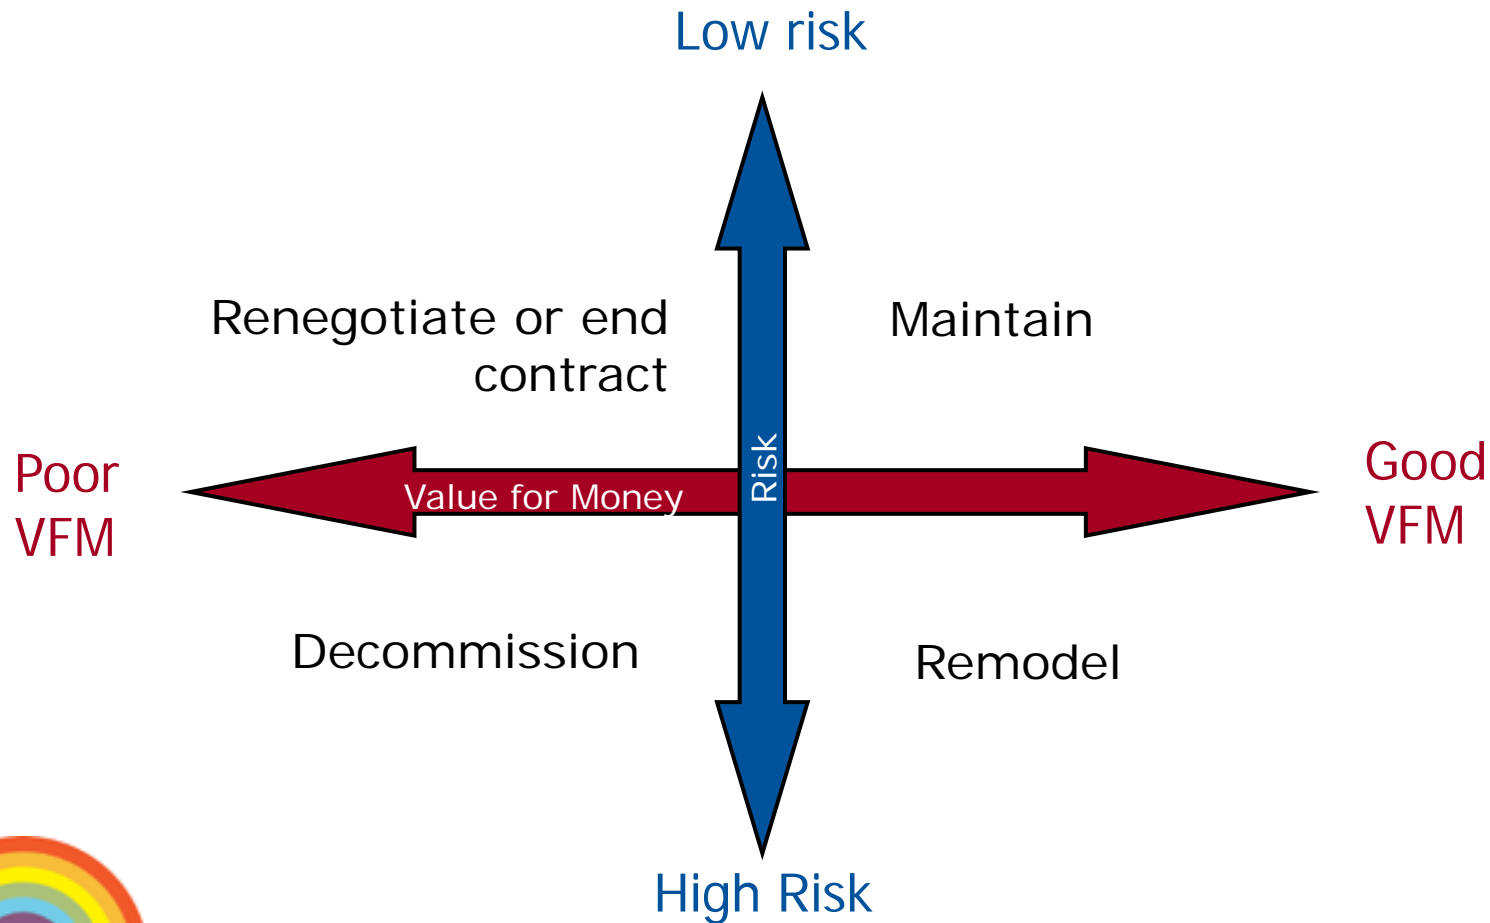 Low risk
Renegotiate or end
contract
Maintain
Poor
VFM
Value for Money
Risk
Good
VFM
Decommission
Remodel
High Risk